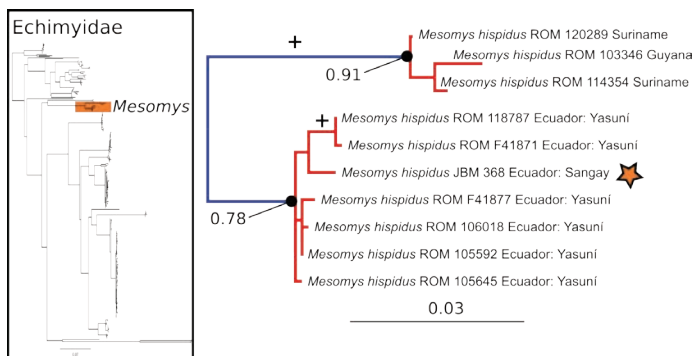 Echimyidae
Mesomys
+
0.91
Mesomys hispidus ROM 120289 Suriname
Mesomys hispidus ROM 103346 Guyana
Mesomys hispidus ROM 114354 Suriname
+
Mesomys hispidus ROM 118787 Ecuador: Yasuní
Mesomys hispidus ROM F41871 Ecuador: Yasuní
Mesomys hispidus JBM 368 Ecuador: Sangay
0.78
Mesomys hispidus ROM F41877 Ecuador: Yasuní
Mesomys hispidus ROM 106018 Ecuador: Yasuní
Mesomys hispidus ROM 105592 Ecuador: Yasuní
Mesomys hispidus ROM 105645 Ecuador: Yasuní
0.03